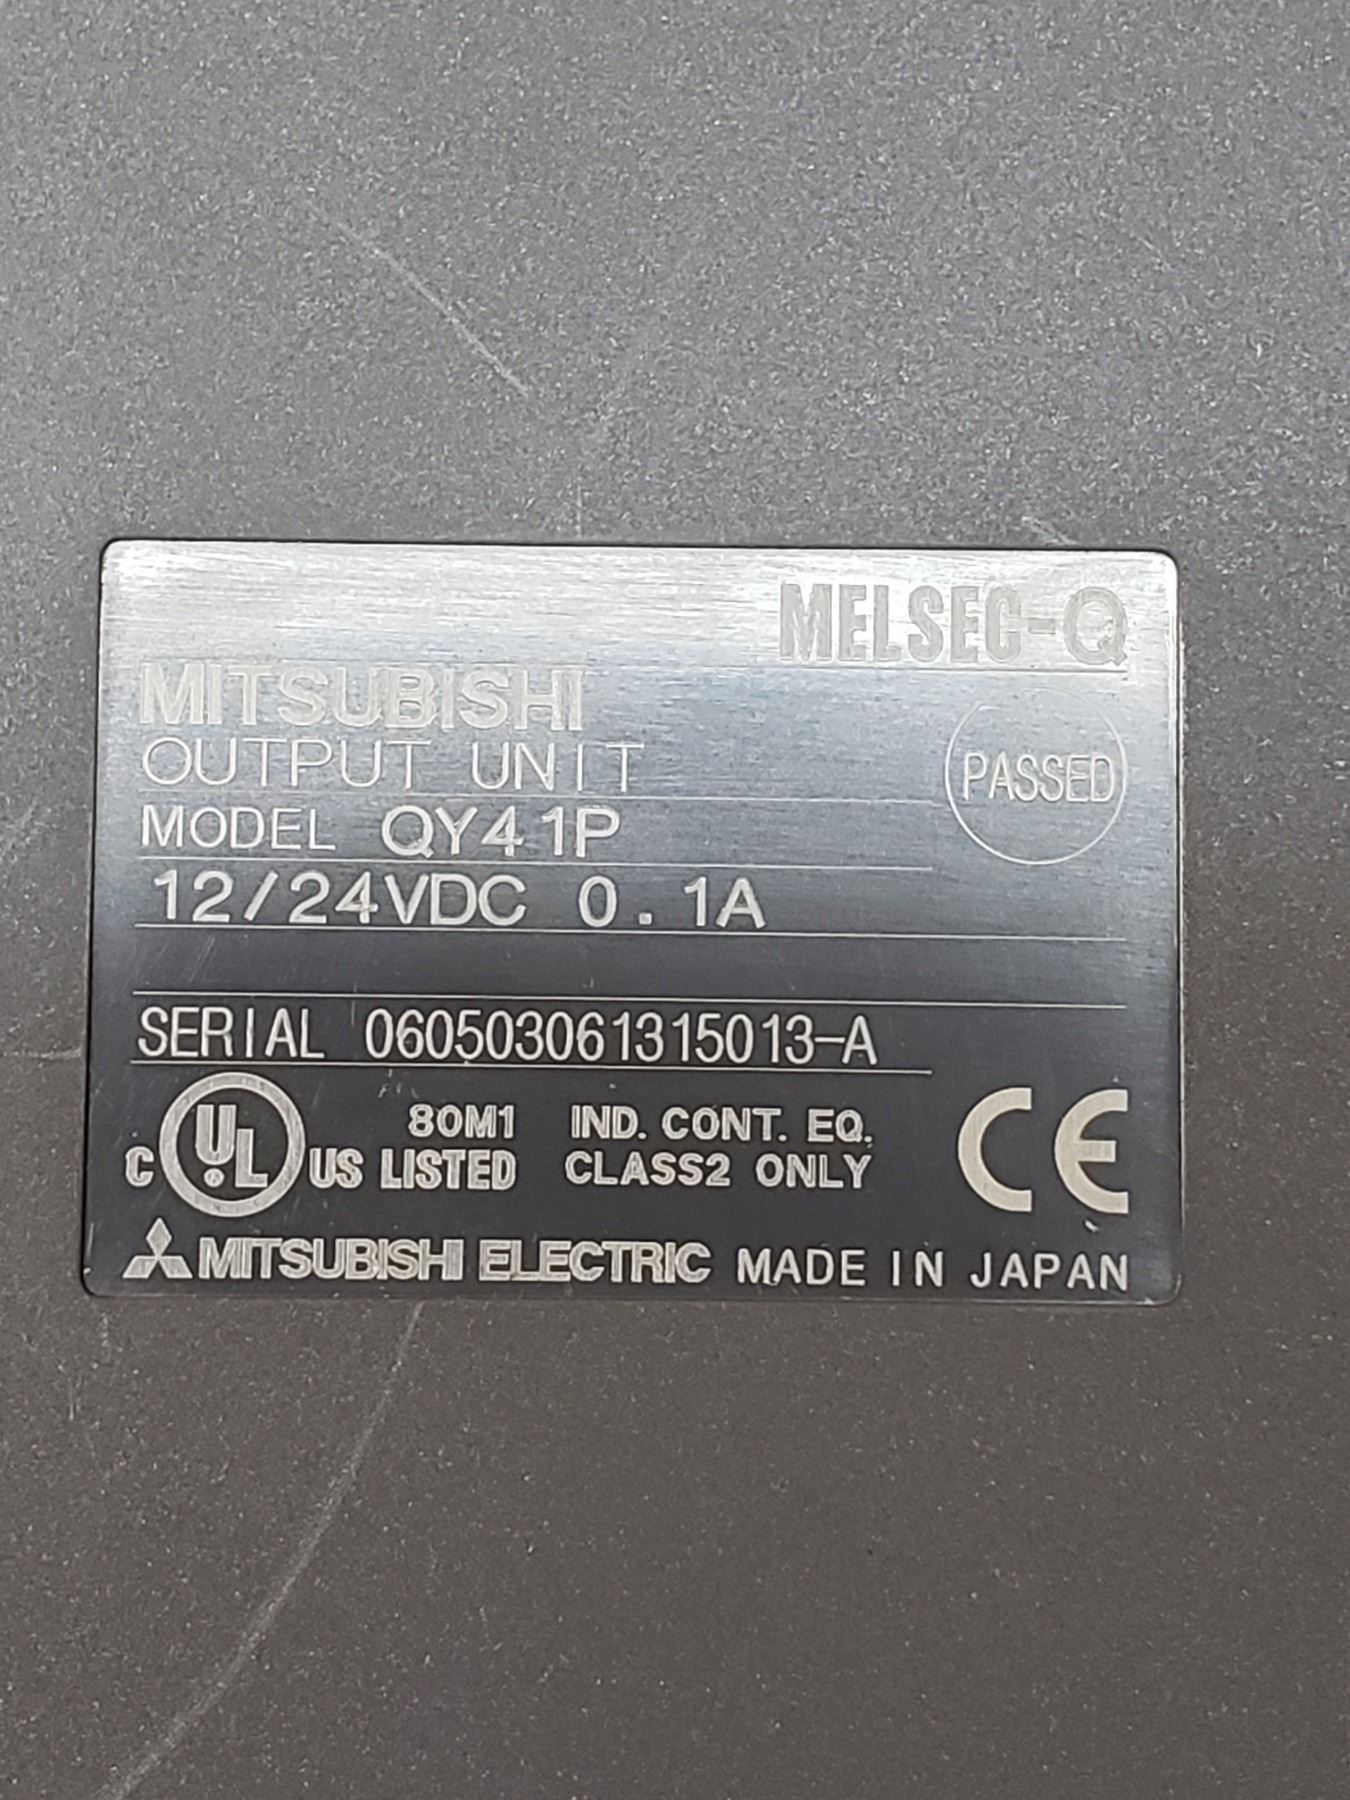 MELSEC-Q
MITSUBISHI
OUTPUT UNIT
PASSED
MODEL QY41P
12/24VDC 0.1A
SERIAL 060503061315013-A
C UL US LISTED 80M1 IND. CONT. EQ.
CLASS2 ONLY
CE
MITSUBISHI ELECTRIC MADE IN JAPAN